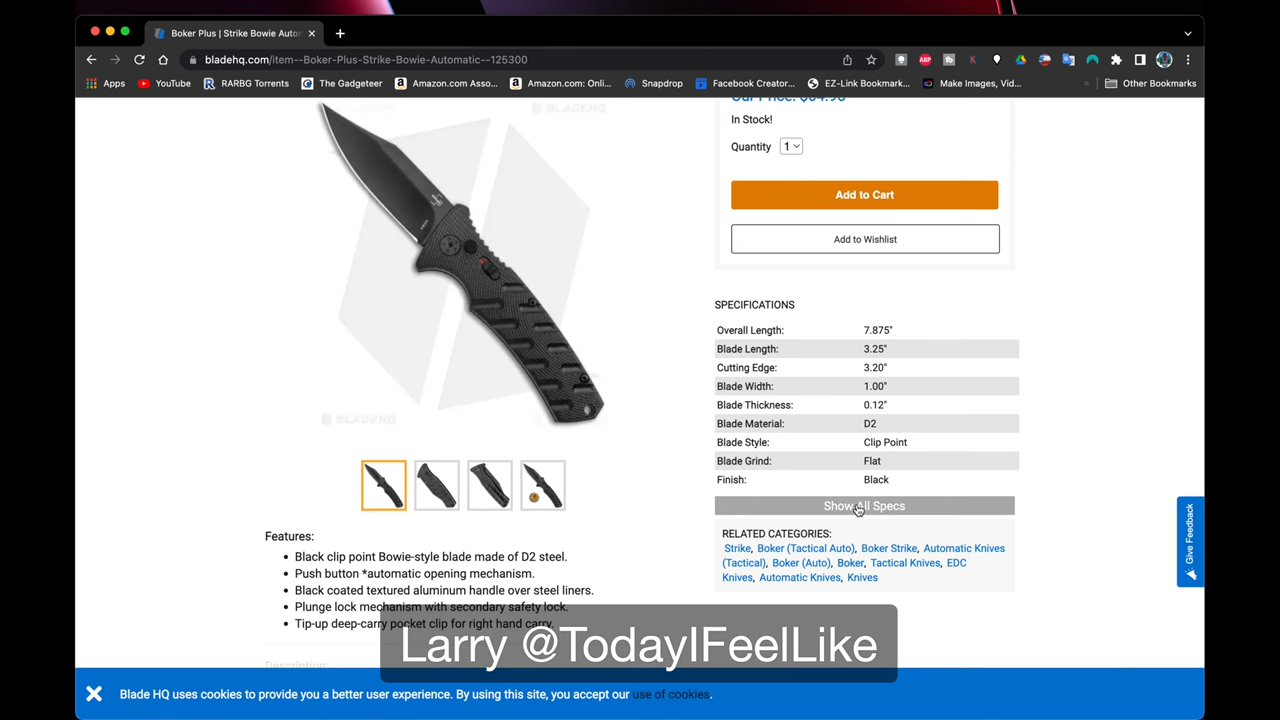 Boker Plus | Strike Bowie Autom
bladehq.com/item--Boker-Plus-Strike-Bowie-Automatic--125300
Apps YouTube RARBG Torrents The Gadgeteer Amazon.com Asso... Amazon.com: Onli... Snapdrop Facebook Creator... EZ-Link Bookmark... Make Images, Vid... » Other Bookmarks
In Stock!
Quantity 1
Add to Cart
Add to Wishlist
BLADEHQ
SPECIFICATIONS
Overall Length: 7.875"
Blade Length: 3.25"
Cutting Edge: 3.20"
Blade Width: 1.00"
Blade Thickness: 0.12"
Blade Material: D2
Blade Style: Clip Point
Blade Grind: Flat
Finish: Black
Show All Specs
RELATED CATEGORIES:
Strike, Boker (Tactical Auto), Boker Strike, Automatic Knives
(Tactical), Boker (Auto), Boker, Tactical Knives, EDC
Knives, Automatic Knives, Knives
Give Feedback
Features:
• Black clip point Bowie-style blade made of D2 steel.
• Push button *automatic opening mechanism.
• Black coated textured aluminum handle over steel liners.
• Plunge lock mechanism with secondary safety lock.
• Tip-up deep-carry pocket clip for right hand carry.
Description:
Larry @TodayIFeelLike
Blade HQ uses cookies to provide you a better user experience. By using this site, you accept our use of cookies.